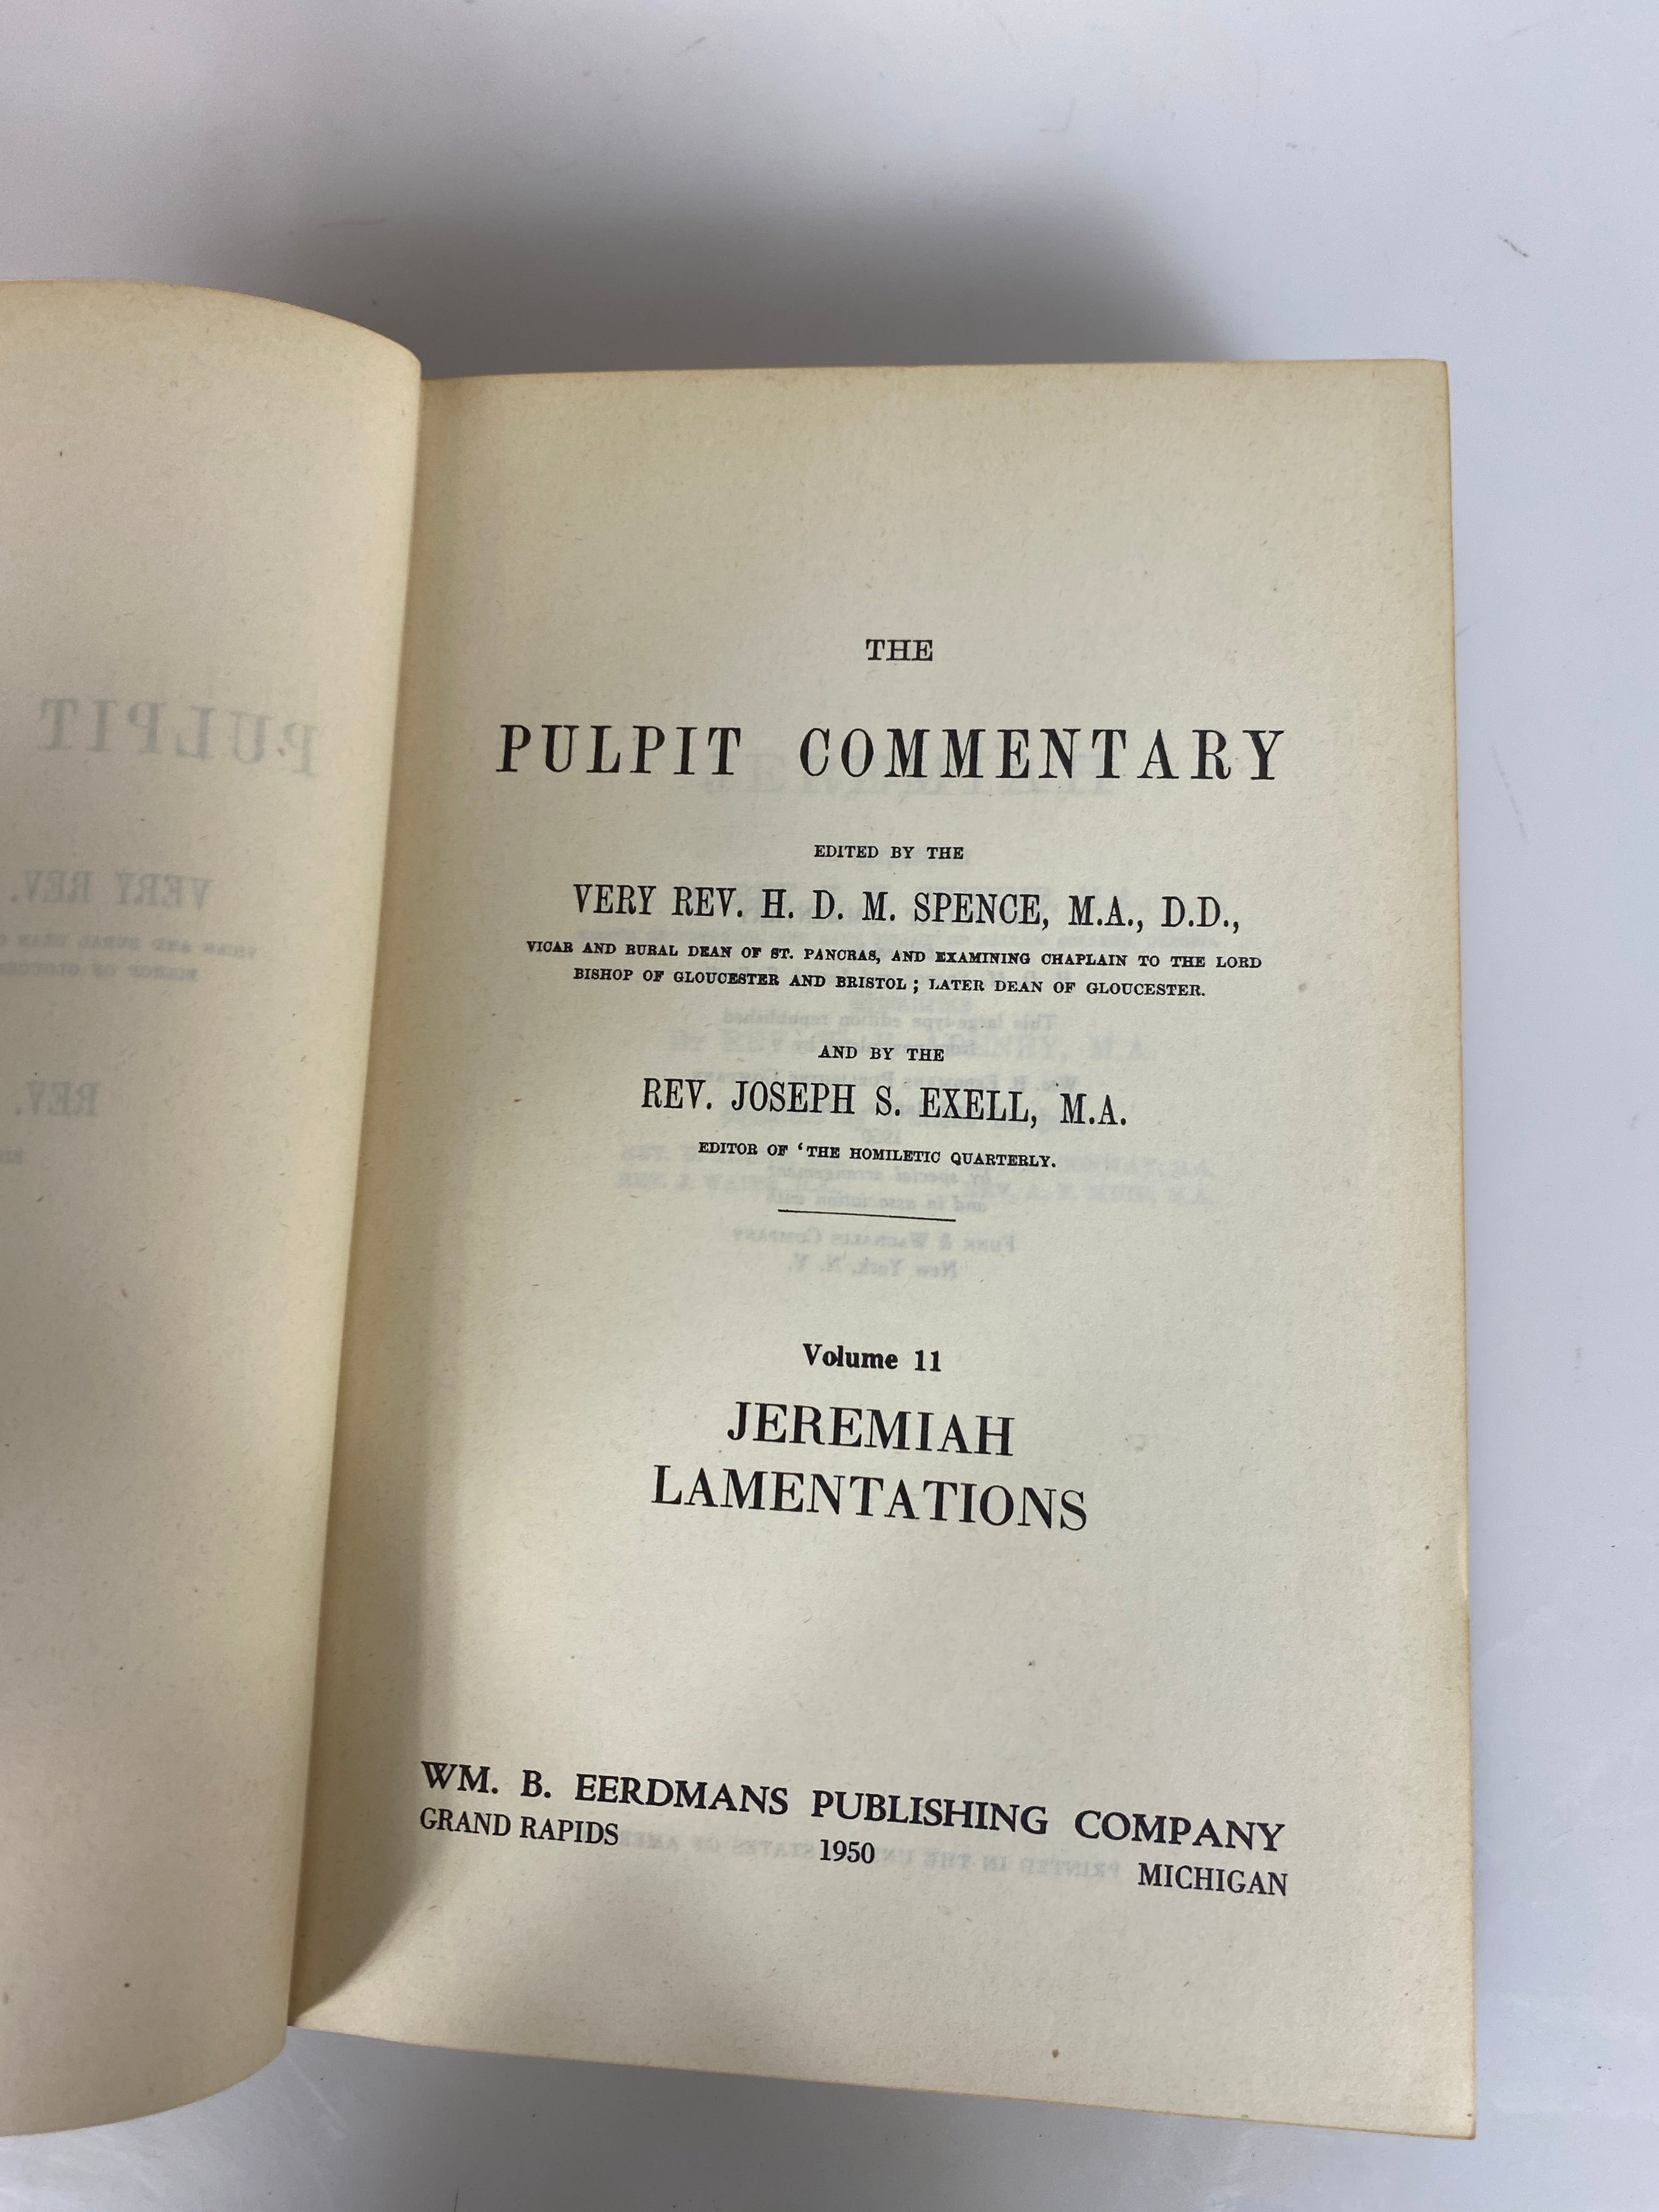 THE
PULPIT COMMENTARY
EDITED BY THE
VERY REV. H. D. M. SPENCE, M.A., D.D.,
VICAR AND RURAL DEAN OF ST. PANCRAS, AND EXAMINING CHAPLAIN TO THE LORD
BISHOP OF GLOUCESTER AND BRISTOL ; LATER DEAN OF GLOUCESTER.
AND BY THE
REV. JOSEPH S. EXELL, M.A.
EDITOR OF ‘THE HOMILETIC QUARTERLY.
Volume 11
JEREMIAH
LAMENTATIONS
WM. B. EERDMANS PUBLISHING COMPANY
GRAND RAPIDS 1950 MICHIGAN